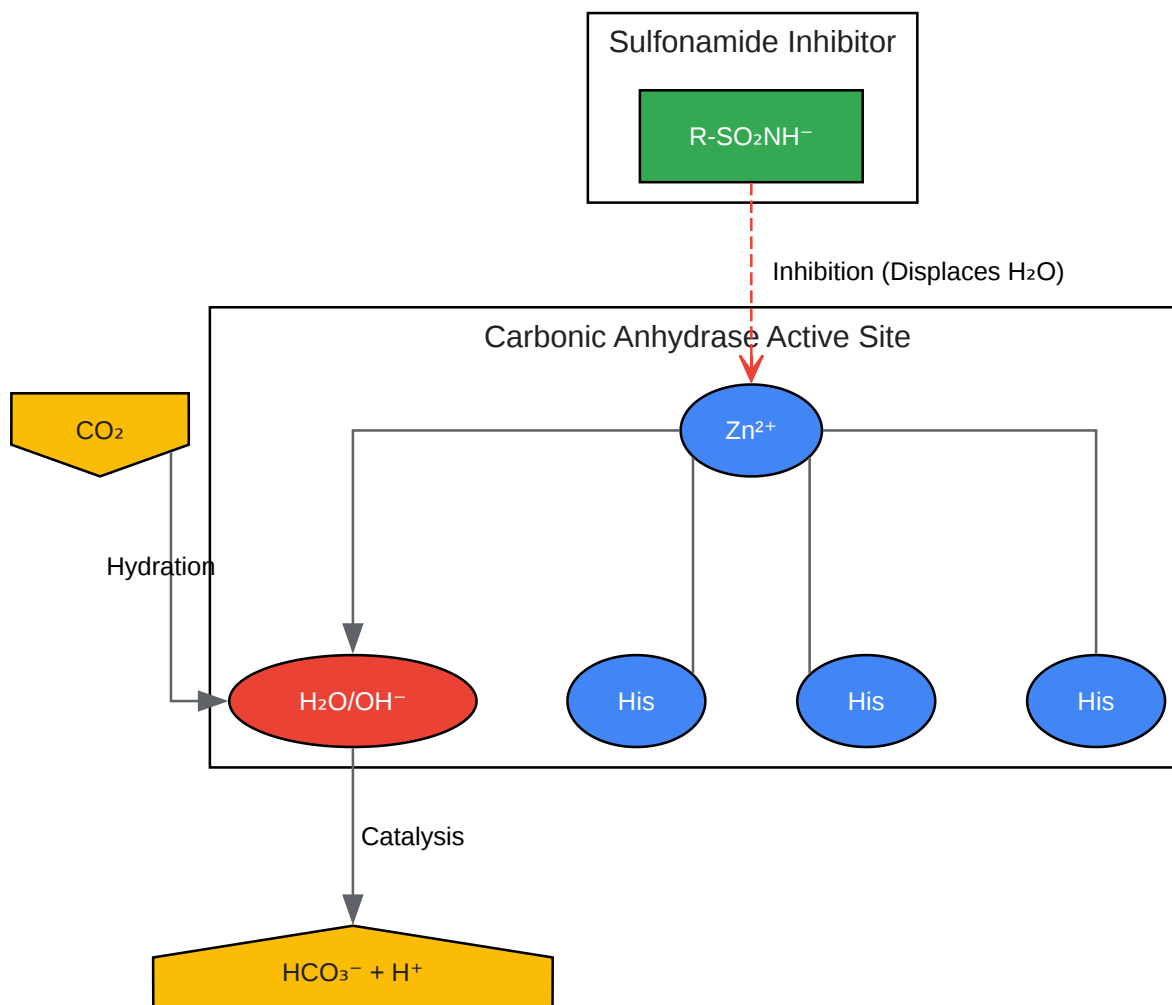 Sulfonamide Inhibitor
R-SO₂NH⁻
Inhibition (Displaces H₂O)
Carbonic Anhydrase Active Site
CO₂
Zn²⁺
Hydration
H₂O/OH⁻
His
His
His
Catalysis
HCO₃⁻ + H⁺